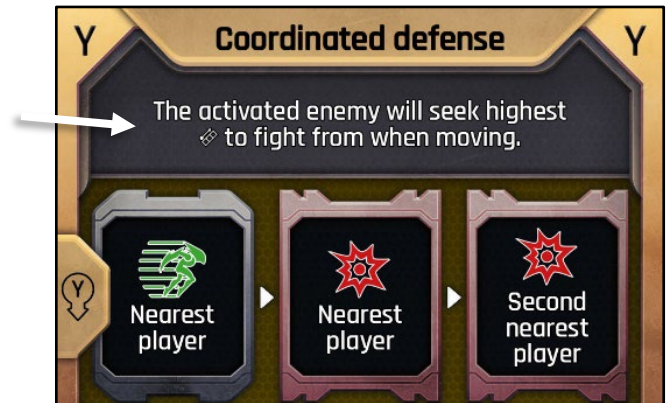 Y Coordinated defense Y
The activated enemy will seek highest
to fight from when moving.
Y
Nearest
player
Nearest
player
Second
nearest
player